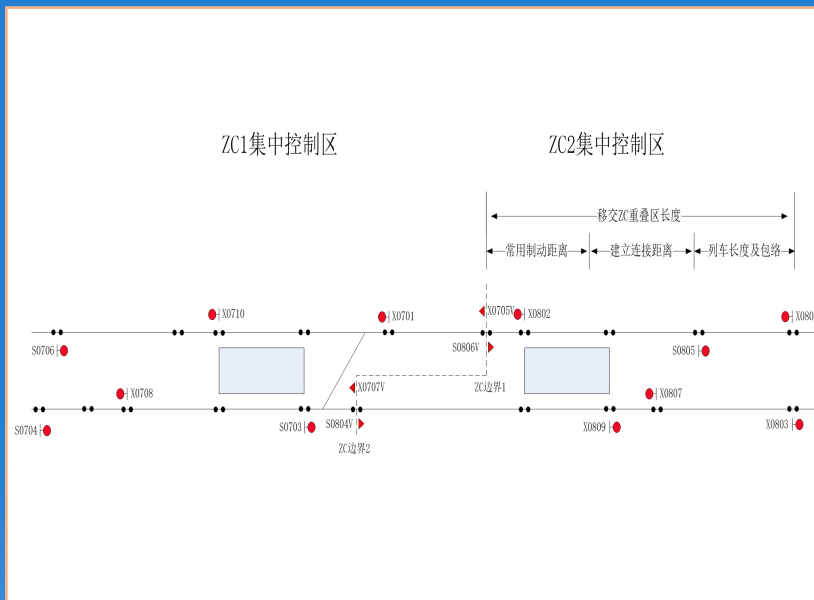 ZC1集中控制区
ZC2集中控制区
移交ZC重叠区长度
常用制动距离
建立连接距离
列车长度及包络
X0710
X0701
X0705V
X0802
X080
S0706
S0806V
S0805
ZC边界1
X0708
X0707V
X0807
S0704
S0703
S0804V
X0809
X0803
ZC边界2